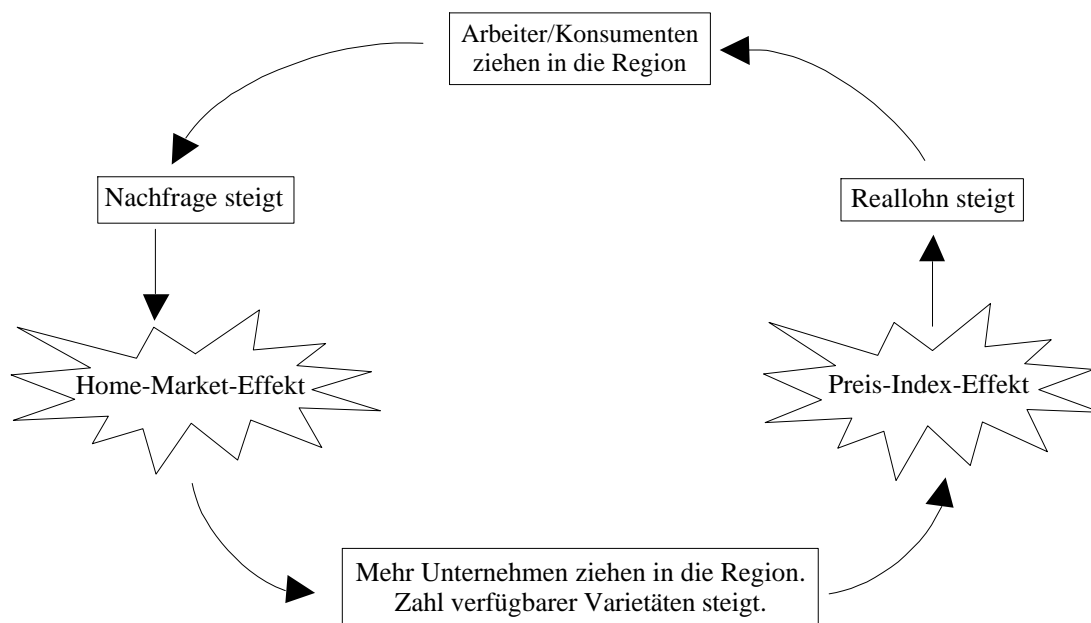 Arbeiter/Konsumenten
ziehen in die Region
Nachfrage steigt
Reallohn steigt
Home-Market-Effekt
Preis-Index-Effekt
Mehr Unternehmen ziehen in die Region.
Zahl verfügbarer Varietäten steigt.